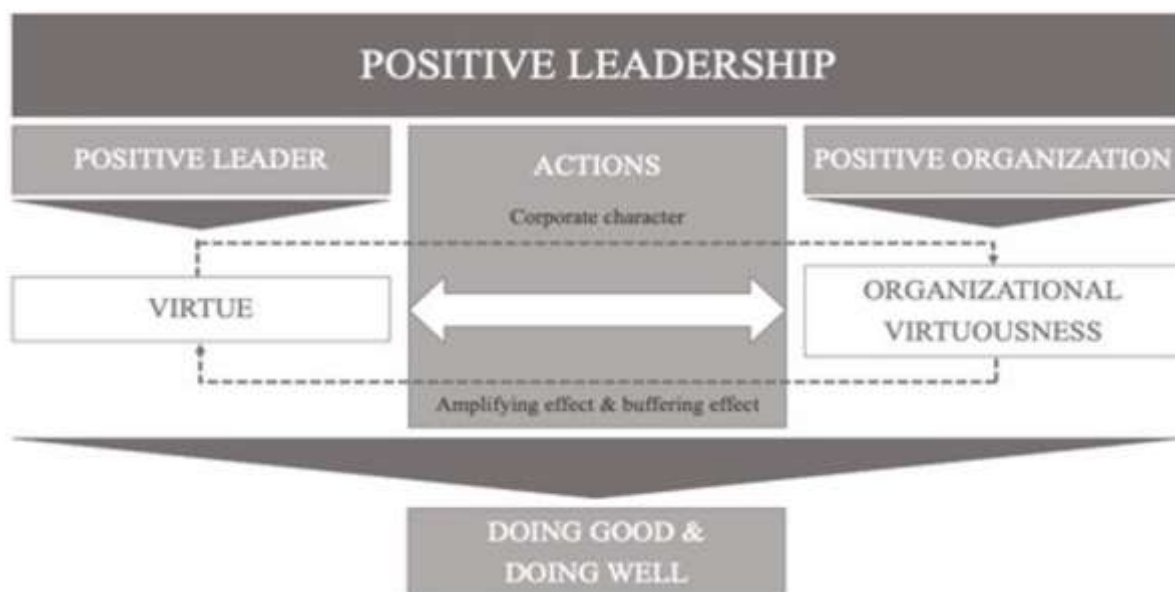 POSITIVE LEADERSHIP
POSITIVE LEADER
ACTIONS
POSITIVE ORGANIZATION
Corporate character
VIRTUE
ORGANIZATIONAL
VIRTUOUSNESS
Amplifying effect & buffering effect
DOING GOOD &
DOING WELL